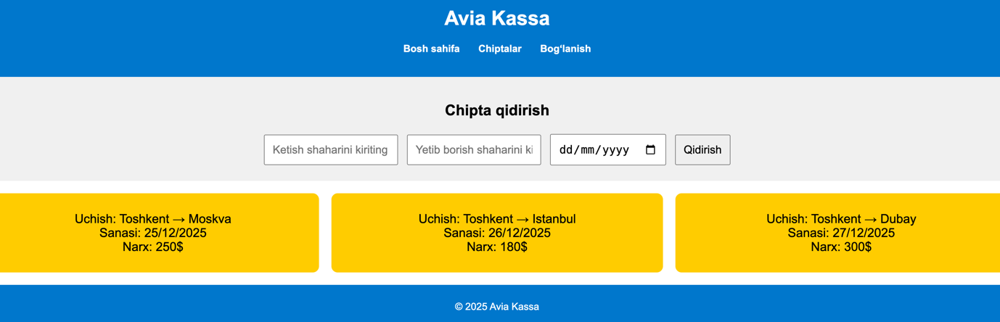 Avia Kassa
Bosh sahifa Chiptalar Bog‘lanish
Chipta qidirish
Ketish shaharini kiriting Yetib borish shaharini ki dd/mm/yyyy Qidirish
Uchish: Toshkent → Moskva
Sanasi: 25/12/2025
Narx: 250$
Uchish: Toshkent → Istanbul
Sanasi: 26/12/2025
Narx: 180$
Uchish: Toshkent → Dubay
Sanasi: 27/12/2025
Narx: 300$
© 2025 Avia Kassa